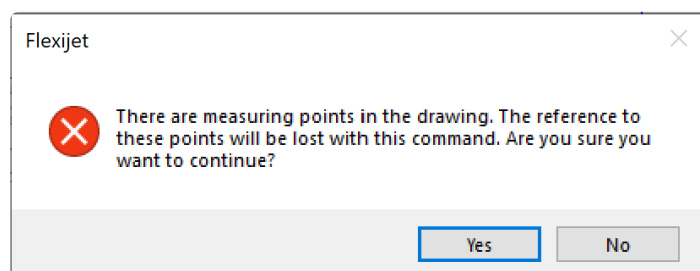 Flexijet
There are measuring points in the drawing. The reference to
these points will be lost with this command. Are you sure you
want to continue?
Yes
No